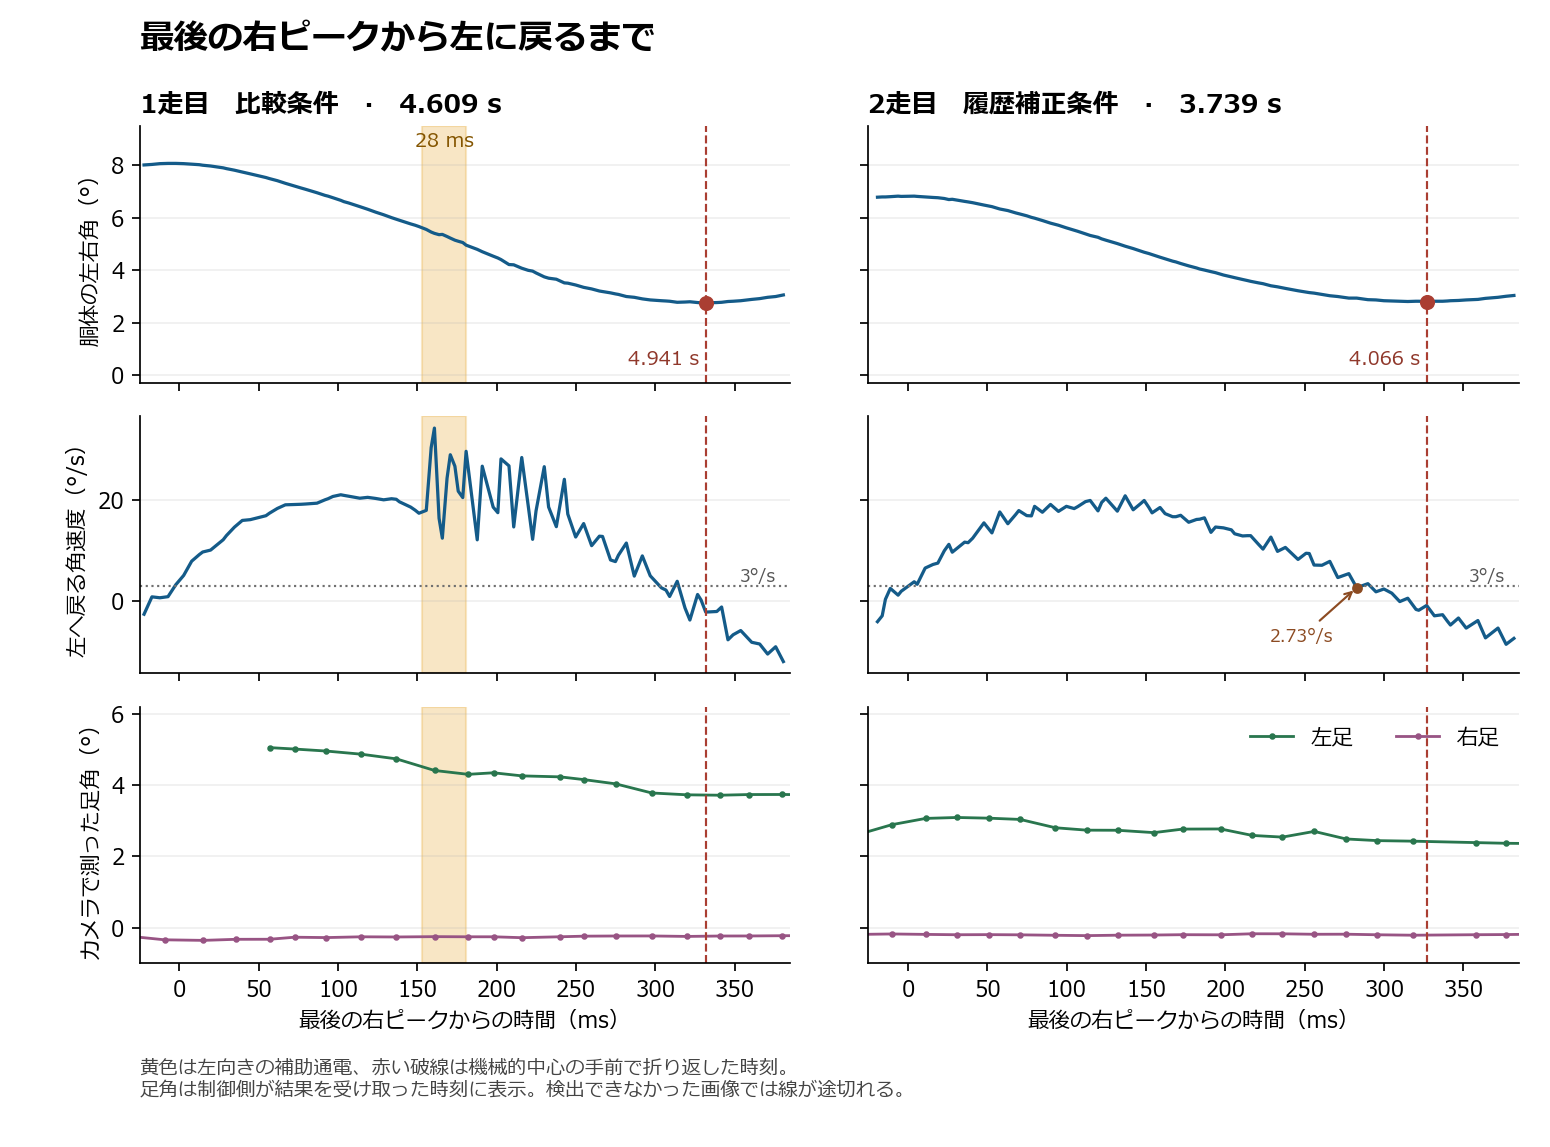 最後の右ピークから左に戻るまで
1走目　比較条件　·　4.609 s
28 ms
8
6
4
2
0
胴体の左右角（°）
4.941 s
2走目　履歴補正条件　·　3.739 s
4.066 s
20
0
左へ戻る角速度（°/s）
3°/s
3°/s
2.73°/s
6
4
2
0
カメラで測った足角（°）
左足
右足
0 50 100 150 200 250 300 350
最後の右ピークからの時間（ms）
0 50 100 150 200 250 300 350
最後の右ピークからの時間（ms）
黄色は左向きの補助通電、赤い破線は機械的中心の手前で折り返した時刻。
足角は制御側が結果を受け取った時刻に表示。検出できなかった画像では線が途切れる。